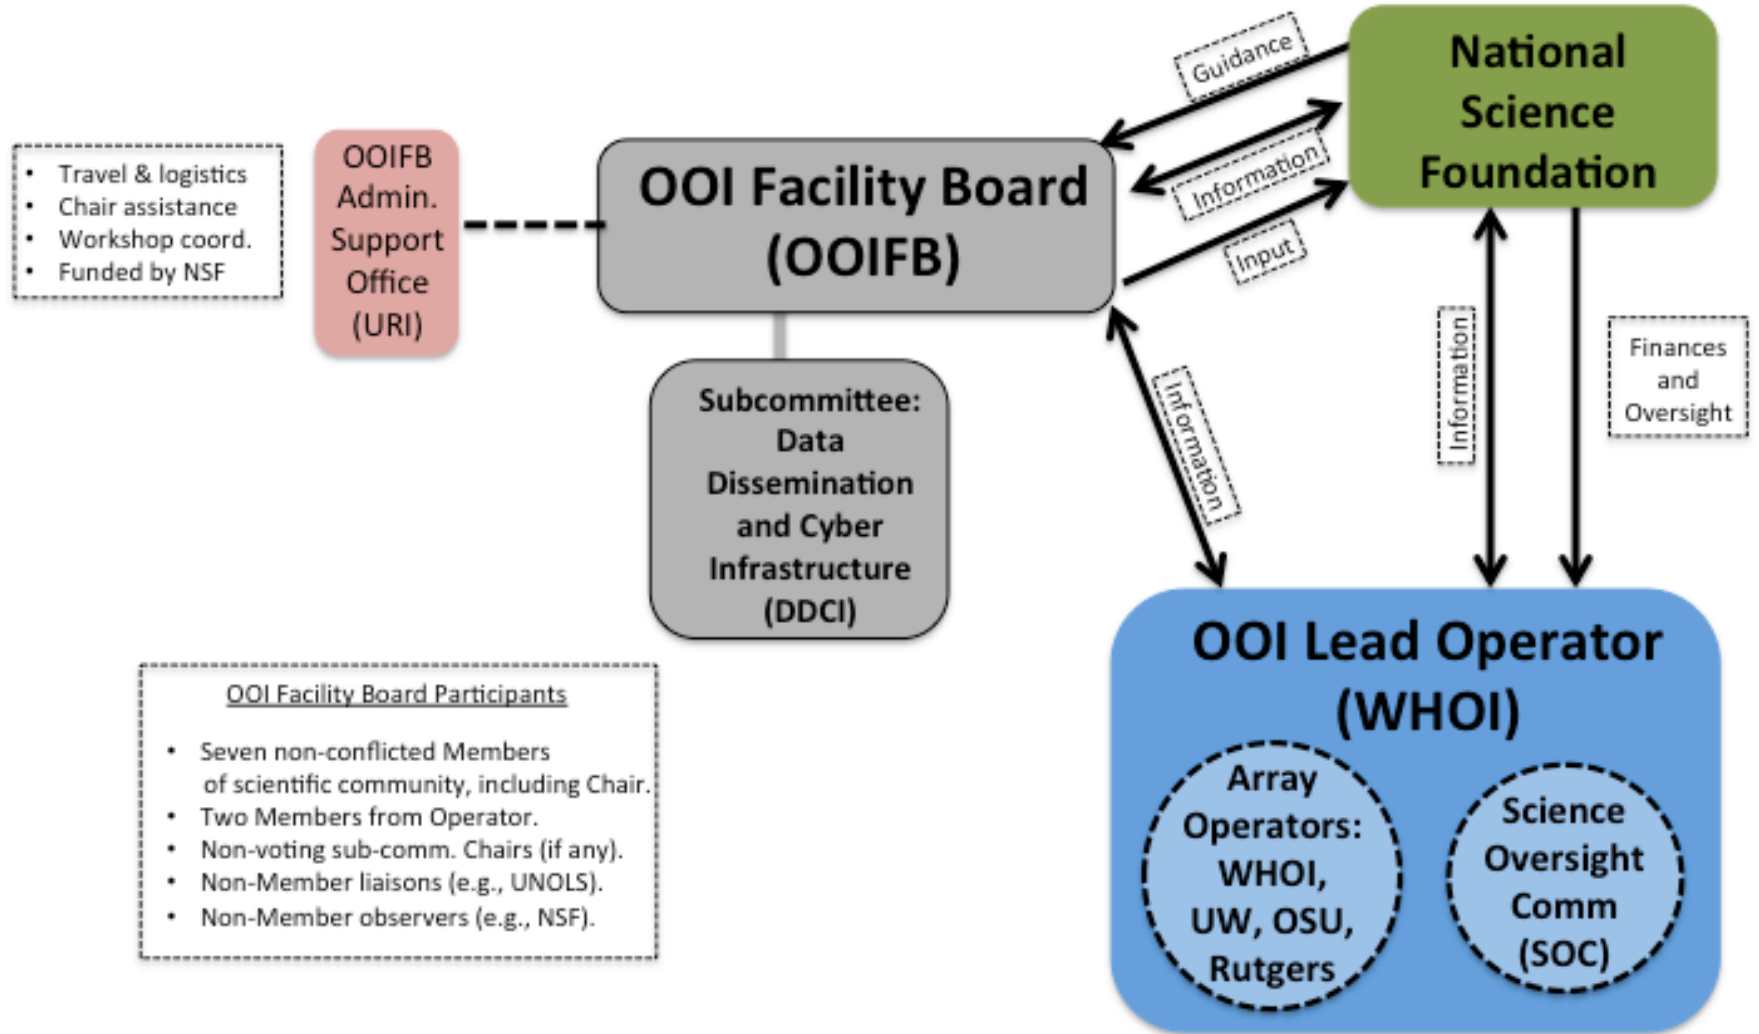 National
Science
Foundation
Guidance
Information
Input
• Travel & logistics
• Chair assistance
• Workshop coord.
• Funded by NSF
OOIFB
Admin.
Support
Office
(URI)
OOI Facility Board
(OOIFB)
Subcommittee:
Data
Dissemination
and Cyber
Infrastructure
(DDCI)
Information
Information
Finances
and
Oversight
OOI Facility Board Participants
• Seven non-conflicted Members
of scientific community, including Chair.
• Two Members from Operator.
• Non-voting sub-comm. Chairs (if any).
• Non-Member liaisons (e.g., UNOLS).
• Non-Member observers (e.g., NSF).
OOI Lead Operator
(WHOI)
Array
Operators:
WHOI,
UW, OSU,
Rutgers
Science
Oversight
Comm
(SOC)